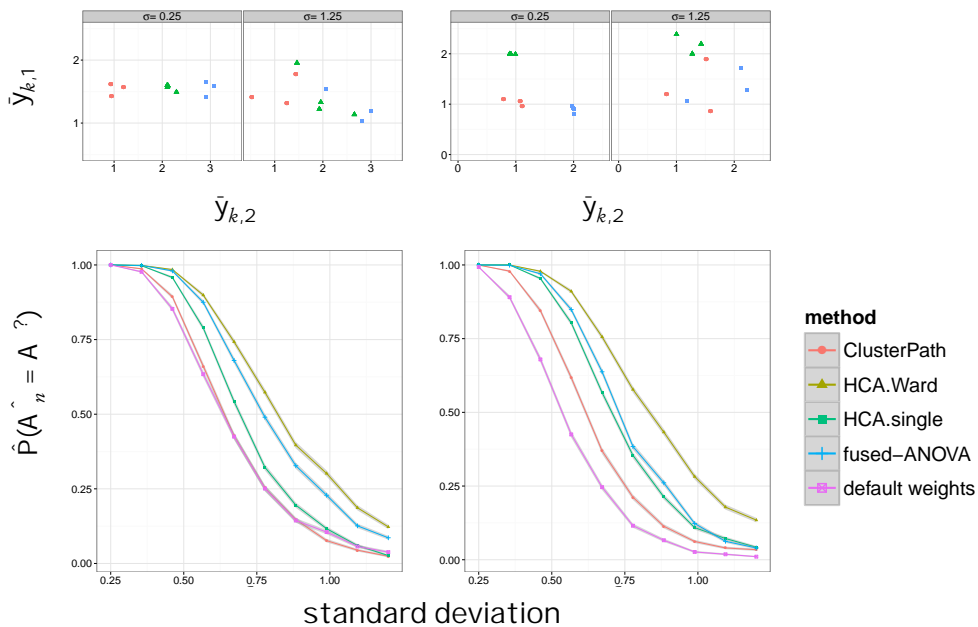 σ= 0.25 σ= 1.25 σ= 0.25 σ= 1.25
ȳk,1
2
1
2
1
0
1 2 3 1 2 3
0 1 2 0 1 2
ȳk,2 ȳk,2
P̂(Â n = A ?)
1.00
0.75
0.50
0.25
0.00
1.00
0.75
0.50
0.25
0.00
0.25 0.50 0.75 1.00
0.25 0.50 0.75 1.00
standard deviation
method
ClusterPath
HCA.Ward
HCA.single
fused−ANOVA
default weights